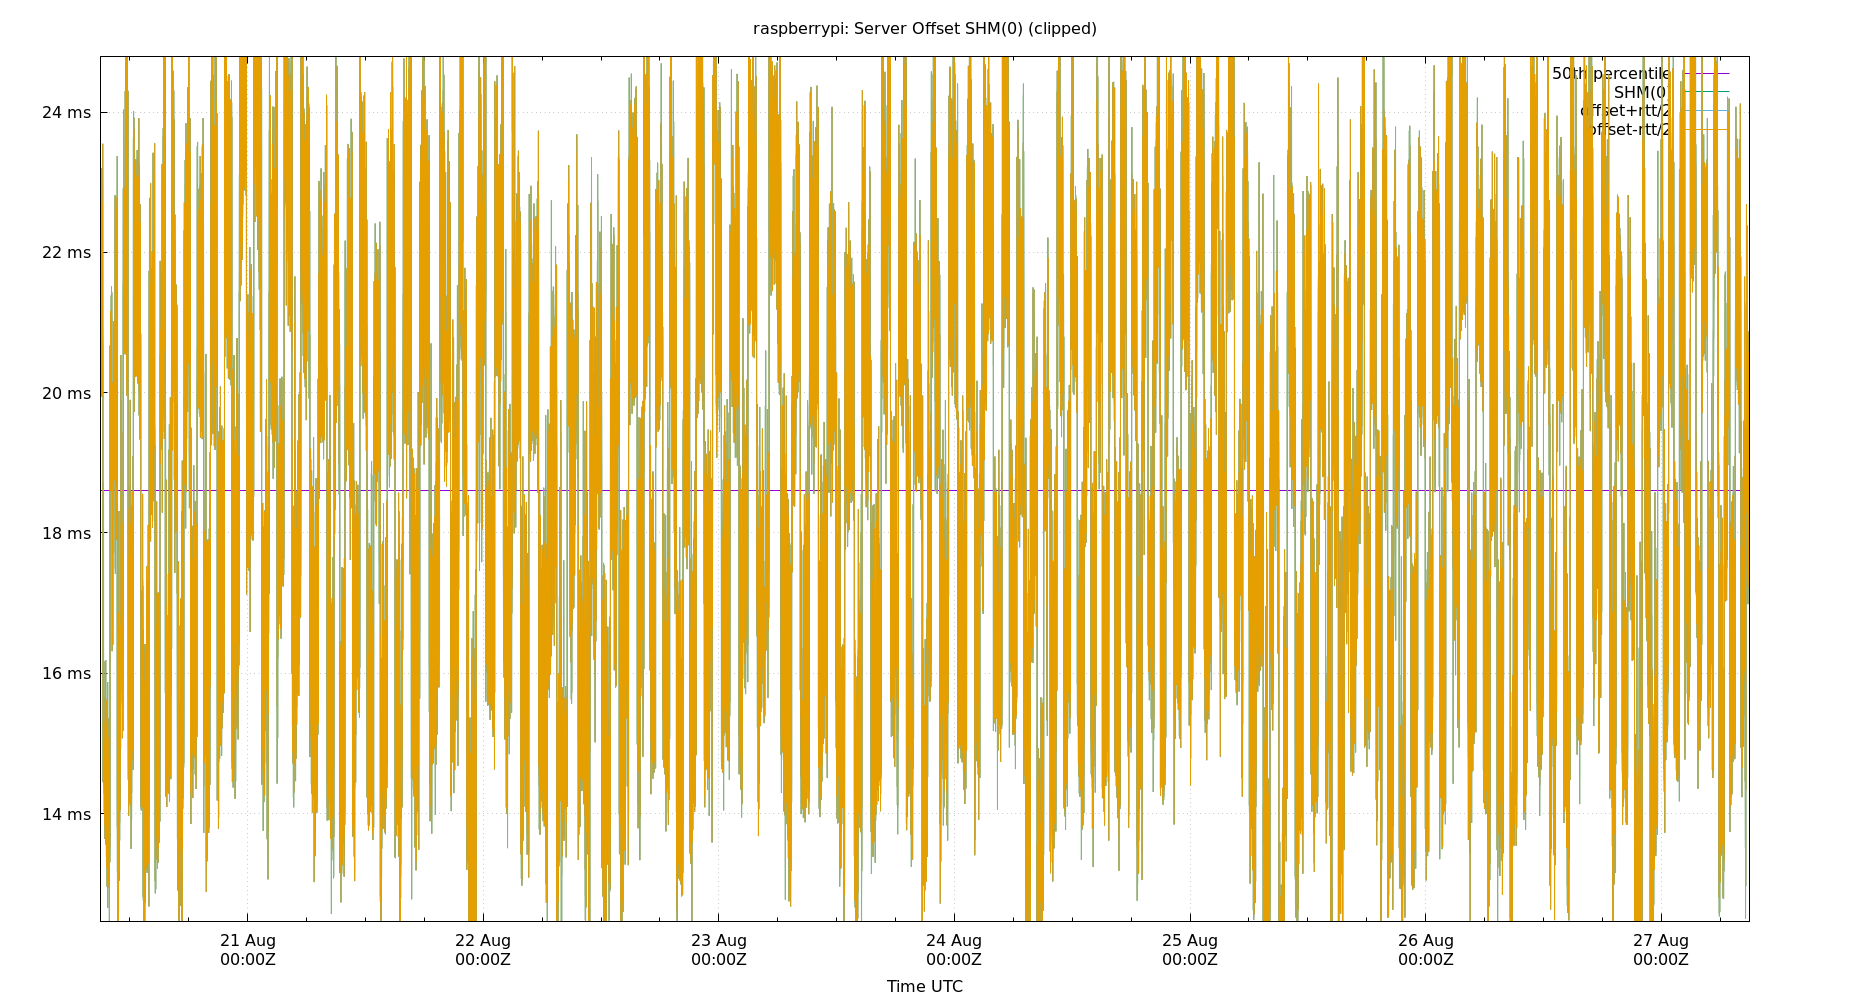 raspberrypi: Server Offset SHM(0) (clipped)
50th percentile
SHM(0)
offset+rtt/2
offset-rtt/2
24 ms
22 ms
20 ms
18 ms
16 ms
14 ms
21 Aug 22 Aug 23 Aug 24 Aug 25 Aug 26 Aug 27 Aug
00:00Z 00:00Z 00:00Z 00:00Z 00:00Z 00:00Z 00:00Z
Time UTC